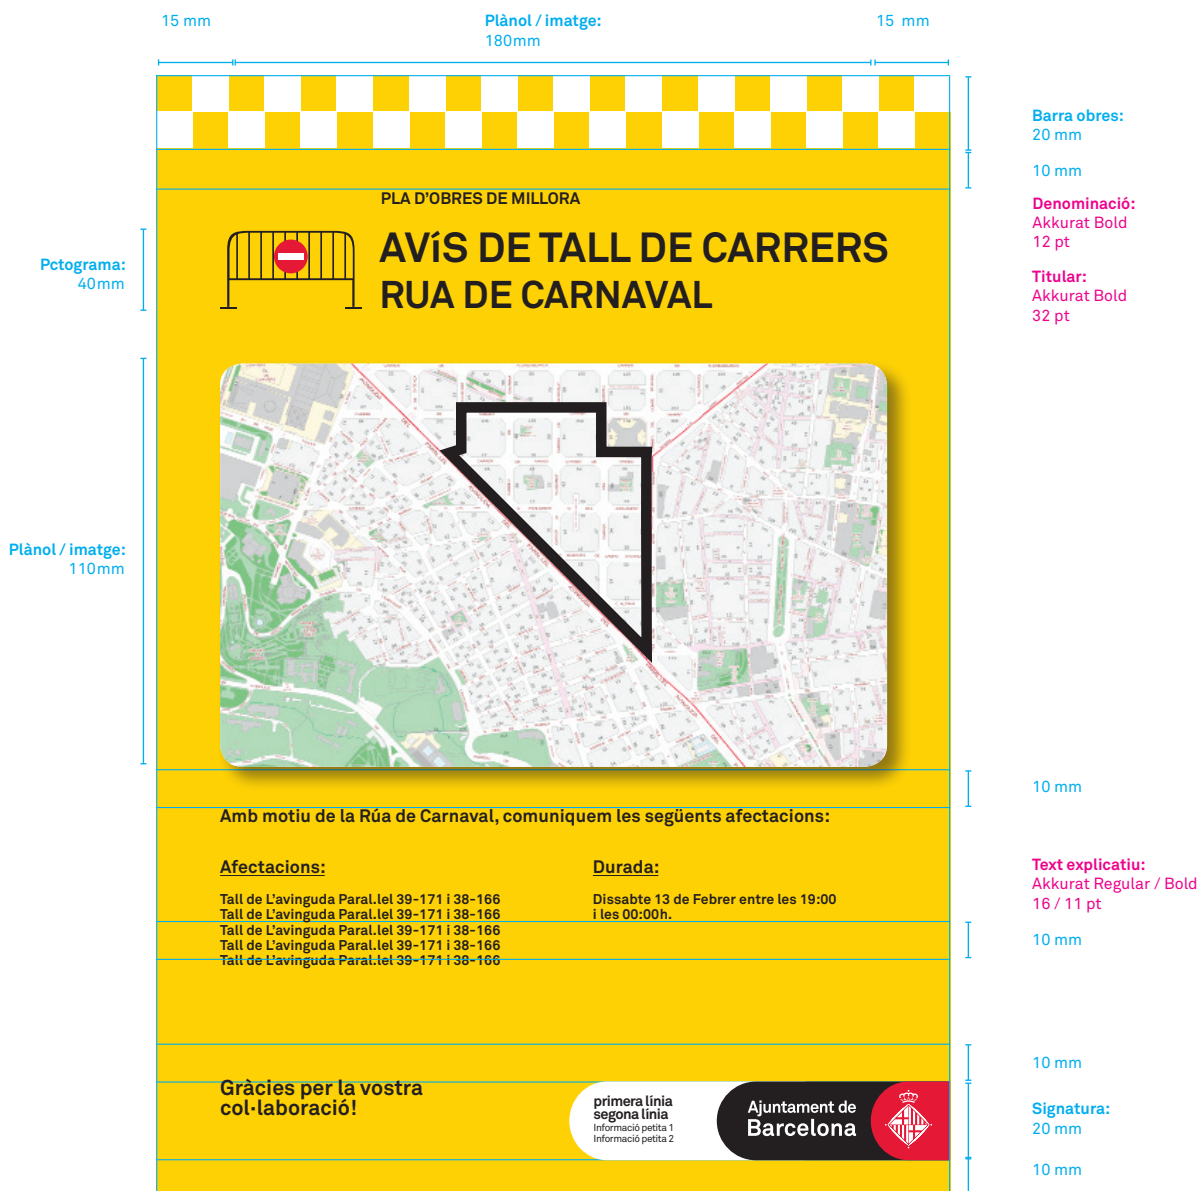 15 mm
Plànol / imatge:
180mm
15 mm
Barra obres:
20 mm
10 mm
PLA D'OBRES DE MILLORA
Denominació:
Akkurat Bold
12 pt
AVíS DE TALL DE CARRERS
RUA DE CARNAVAL
Pctograma:
40mm
Titular:
Akkurat Bold
32 pt
Plànol / imatge:
110mm
10 mm
Amb motiu de la Rúa de Carnaval, comuniquem les següents afectacions:
Afectacions:
Tall de L'avinguda Paral.lel 39-171 i 38-166
Tall de L'avinguda Paral.lel 39-171 i 38-166
Tall de L'avinguda Paral.lel 39-171 i 38-166
Tall de L'avinguda Paral.lel 39-171 i 38-166
Tall de L'avinguda Paral.lel 39-171 i 38-166
Durada:
Dissabte 13 de Febrer entre les 19:00
i les 00:00h.
Text explicatiu:
Akkurat Regular / Bold
16 / 11 pt
10 mm
10 mm
Gràcies per la vostra
col·laboració!
primera línia
segona línia
Informació petita 1
Informació petita 2
Ajuntament de
Barcelona
Signatura:
20 mm
10 mm